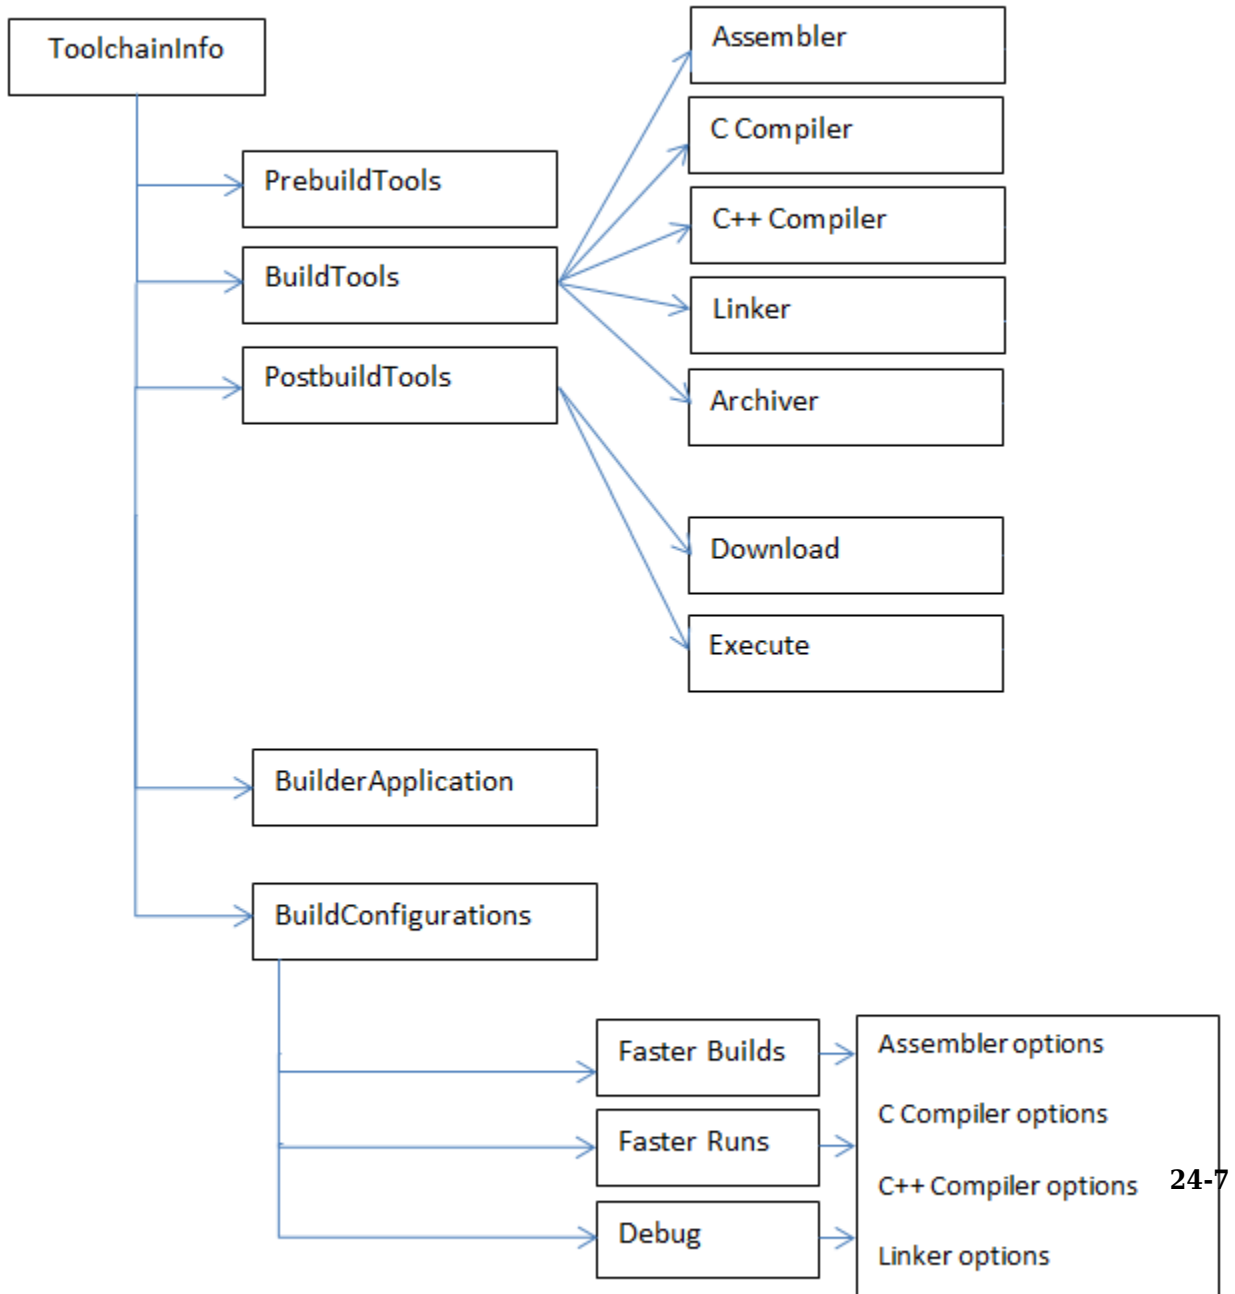 ToolchainInfo
PrebuildTools
BuildTools
PostbuildTools
Assembler
C Compiler
C++ Compiler
Linker
Archiver
Download
Execute
BuilderApplication
BuildConfigurations
Faster Builds
Faster Runs
Debug
Assembler options
C Compiler options
C++ Compiler options
Linker options
24-7